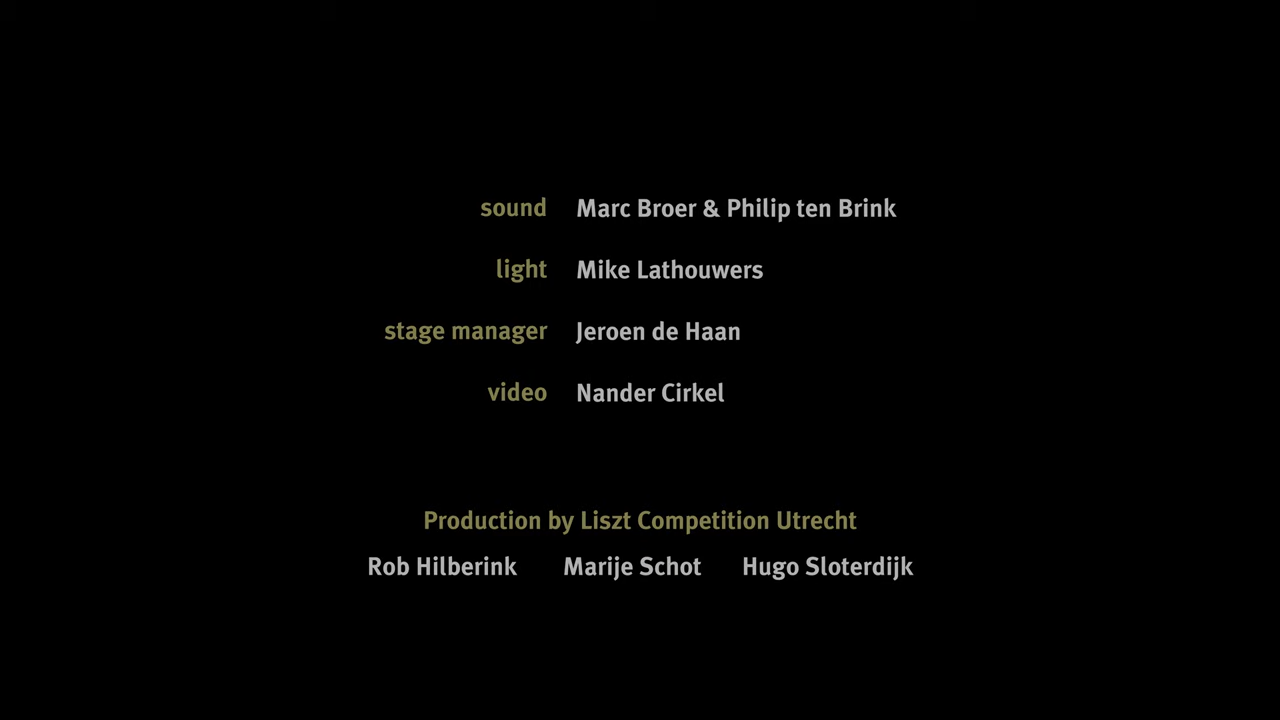 sound Marc Broer & Philip ten Brink
light Mike Lathouwers
stage manager Jeroen de Haan
video Nander Cirkel
Production by Liszt Competition Utrecht
Rob Hilberink Marije Schot Hugo Sloterdijk